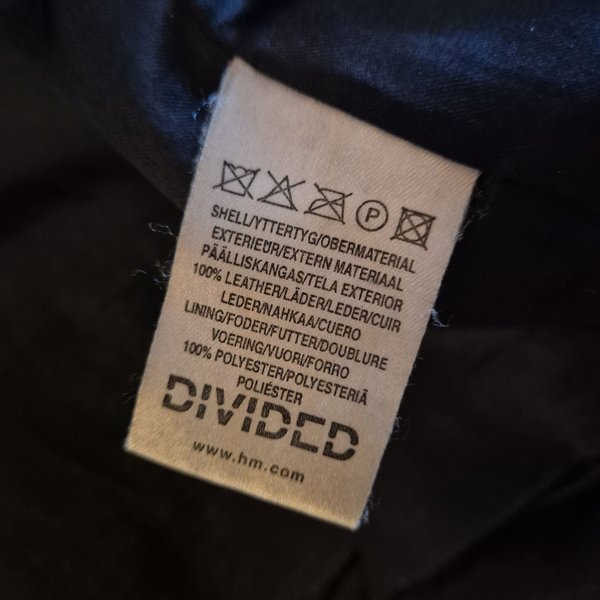 P
SHELL/YTTERTYG/OBERMATERIAL
EXTERIEUR/EXTERN MATERIAAL
PÄÄLLISKANGAS/TELA EXTERIOR
100% LEATHER/LÄDER/LEDER/CUIR
LEDER/NAHKAA/CUERO
LINING/FODER/FUTTER/DOUBLURE
VOERING/VUORI/FORRO
100% POLYESTER/POLYESTERIÄ
POLIÉSTER
DIVIDED
www.hm.com